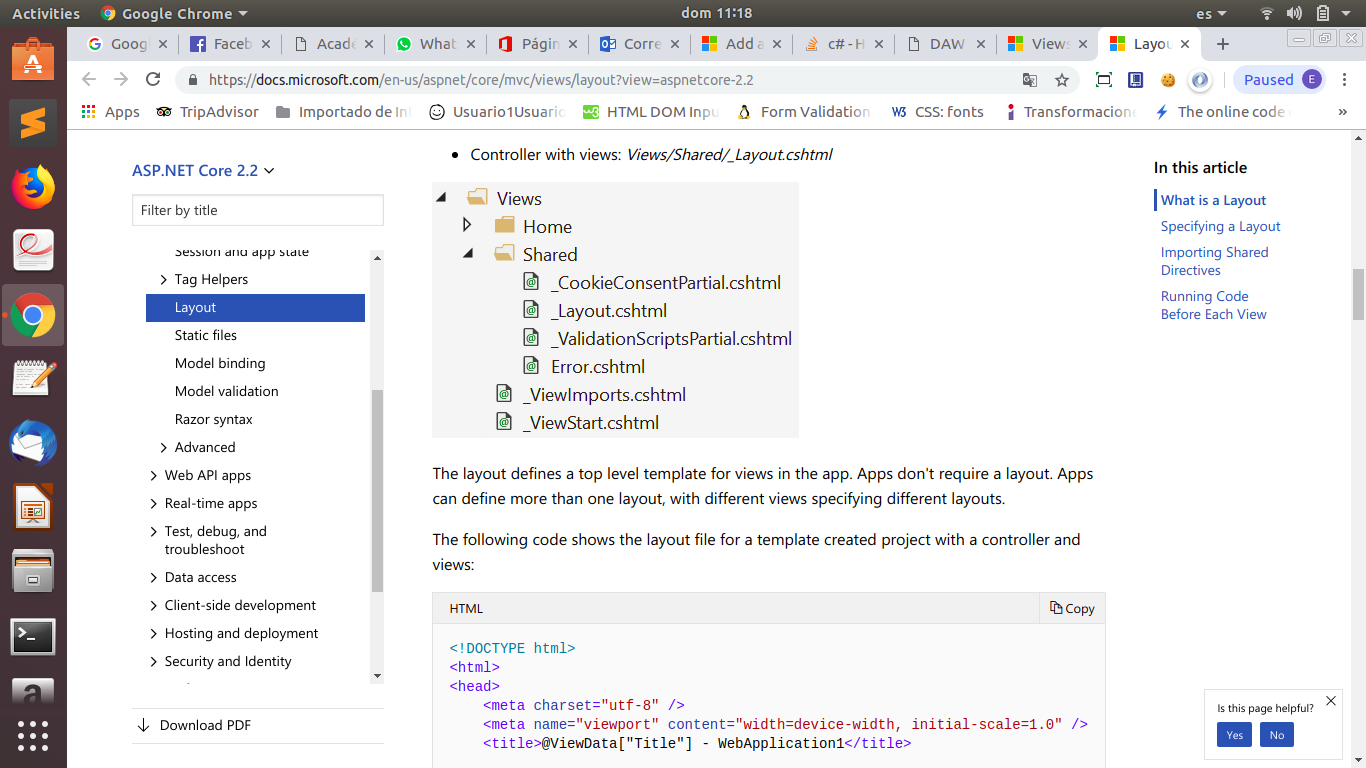 Activities Google Chrome dom 11:18 es
Googl Faceb Acade What Págin Corre Add a c# - H DAW Views Layou
https://docs.microsoft.com/en-us/aspnet/core/mvc/views/layout?view=aspnetcore-2.2 Paused E
Apps TripAdvisor Importado de In Usuario1Usuario HTML DOM Inpu Form Validation CSS: fonts Transformacione The online code »
ASP.NET Core 2.2
Filter by title
Session and app state
Tag Helpers
Layout
Static files
Model binding
Model validation
Razor syntax
Advanced
Web API apps
Real-time apps
Test, debug, and
troubleshoot
Data access
Client-side development
Hosting and deployment
Security and Identity
Download PDF
• Controller with views: Views/Shared/_Layout.cshtml
Views
Home
Shared
_CookieConsentPartial.cshtml
_Layout.cshtml
_ValidationScriptsPartial.cshtml
Error.cshtml
_ViewImports.cshtml
_ViewStart.cshtml
The layout defines a top level template for views in the app. Apps don't require a layout. Apps
can define more than one layout, with different views specifying different layouts.
The following code shows the layout file for a template created project with a controller and
views:
HTML Copy
<!DOCTYPE html>
<html>
<head>
    <meta charset="utf-8" />
    <meta name="viewport" content="width=device-width, initial-scale=1.0" />
    <title>@ViewData["Title"] - WebApplication1</title>
In this article
What is a Layout
Specifying a Layout
Importing Shared
Directives
Running Code
Before Each View
Is this page helpful?
Yes No